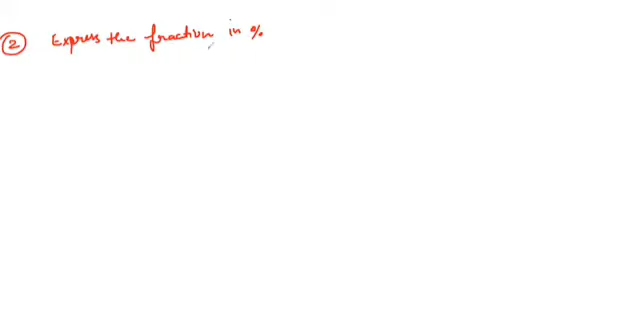 ② Express the fraction in %